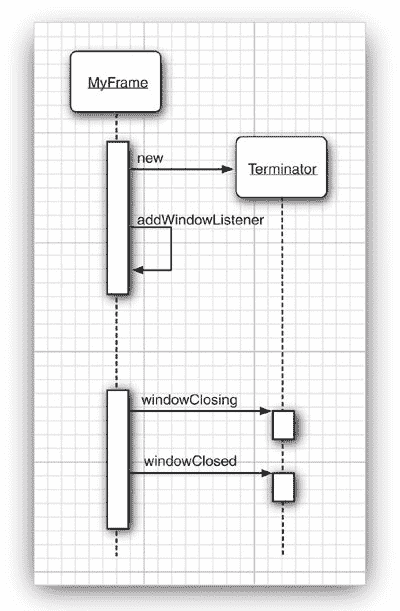 MyFrame
new
Terminator
addWindowListener
windowClosing
windowClosed